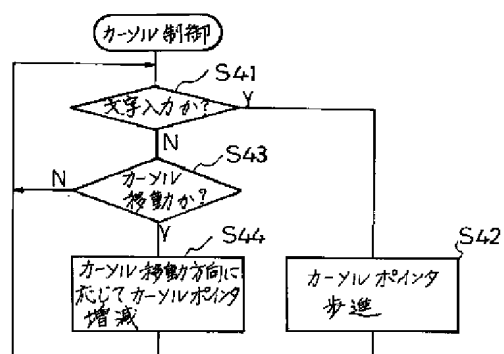 カーソル制御
S41
文字入力か?
Y
N
S43
カーソル
移動か?
N
Y
S44
カーソル移動方向に
応じてカーソルポインタ
増減
S42
カーソルポインタ
歩進